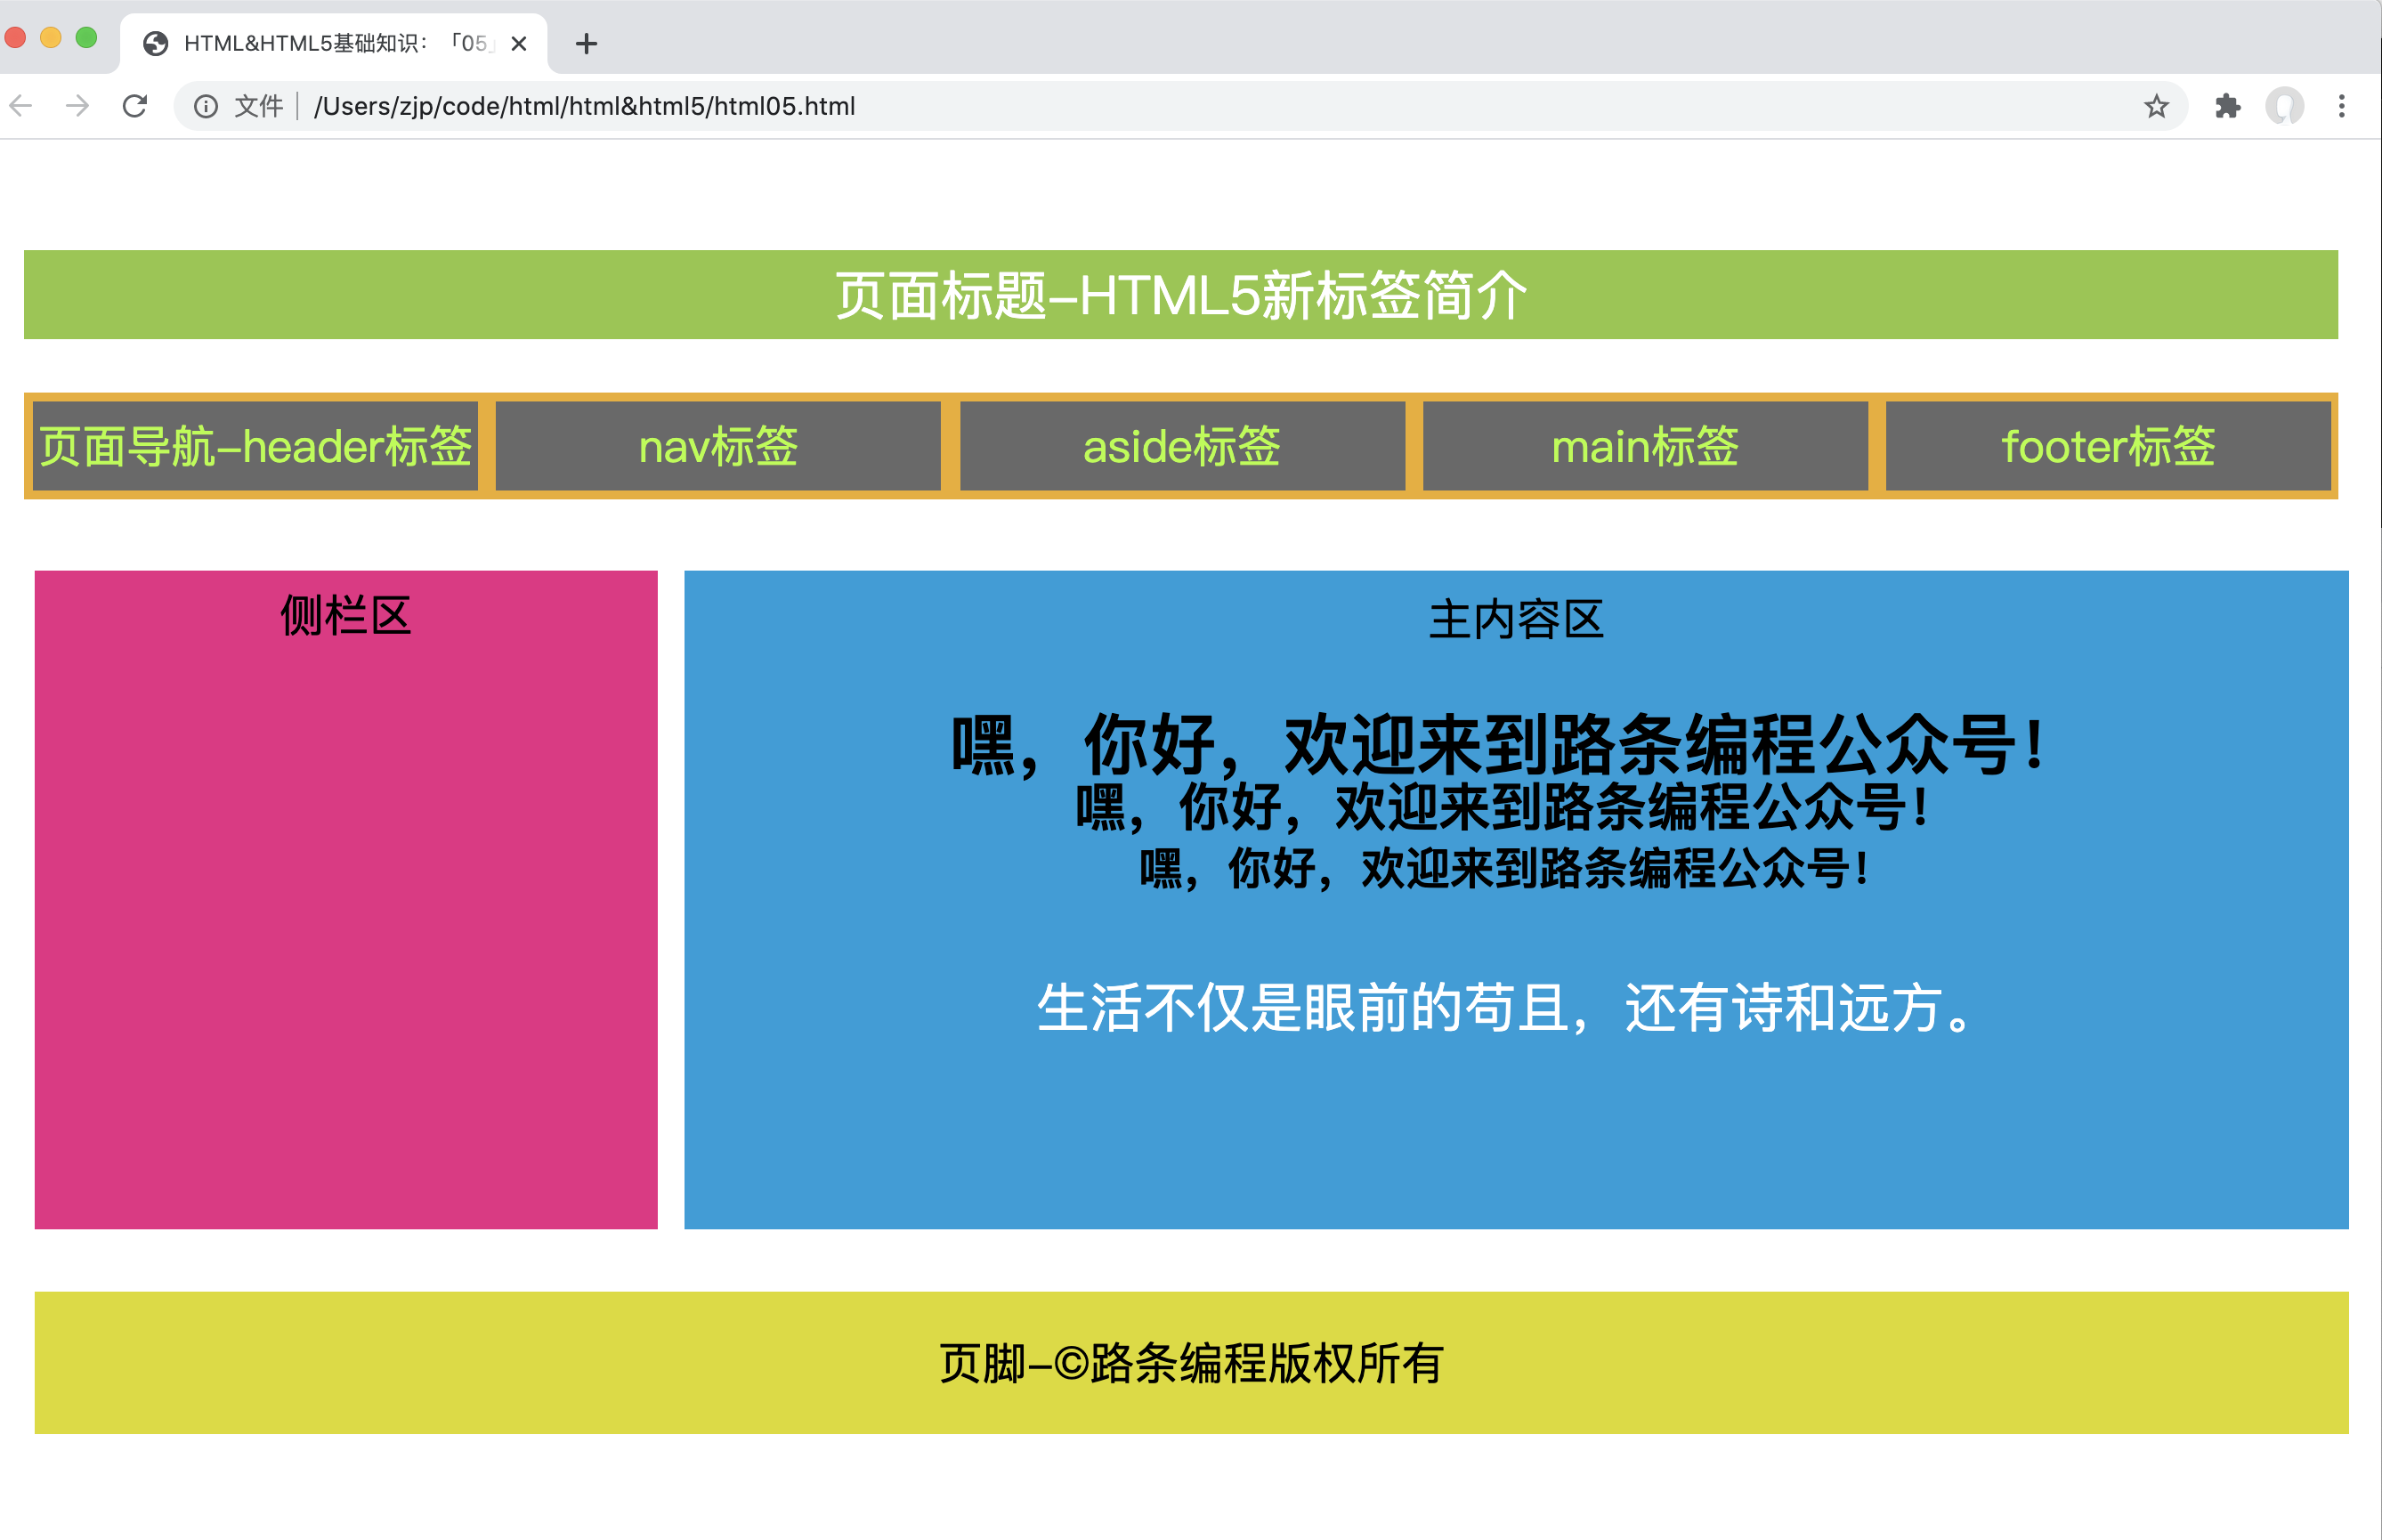 HTML&HTML5基础知识：「05」
文件 /Users/zjp/code/html/html&html5/html05.html
页面标题-HTML5新标签简介
页面导航-header标签 nav标签 aside标签 main标签 footer标签
侧栏区
主内容区
嘿，你好，欢迎来到路条编程公众号！
嘿，你好，欢迎来到路条编程公众号！
嘿，你好，欢迎来到路条编程公众号！
生活不仅是眼前的苟且，还有诗和远方。
页脚-©路条编程版权所有